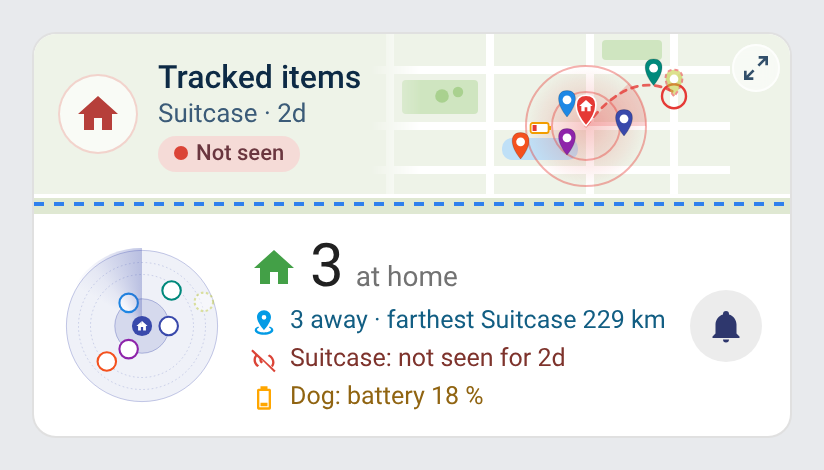 Tracked items
Suitcase · 2d
Not seen
3 at home
3 away · farthest Suitcase 229 km
Suitcase: not seen for 2d
Dog: battery 18 %